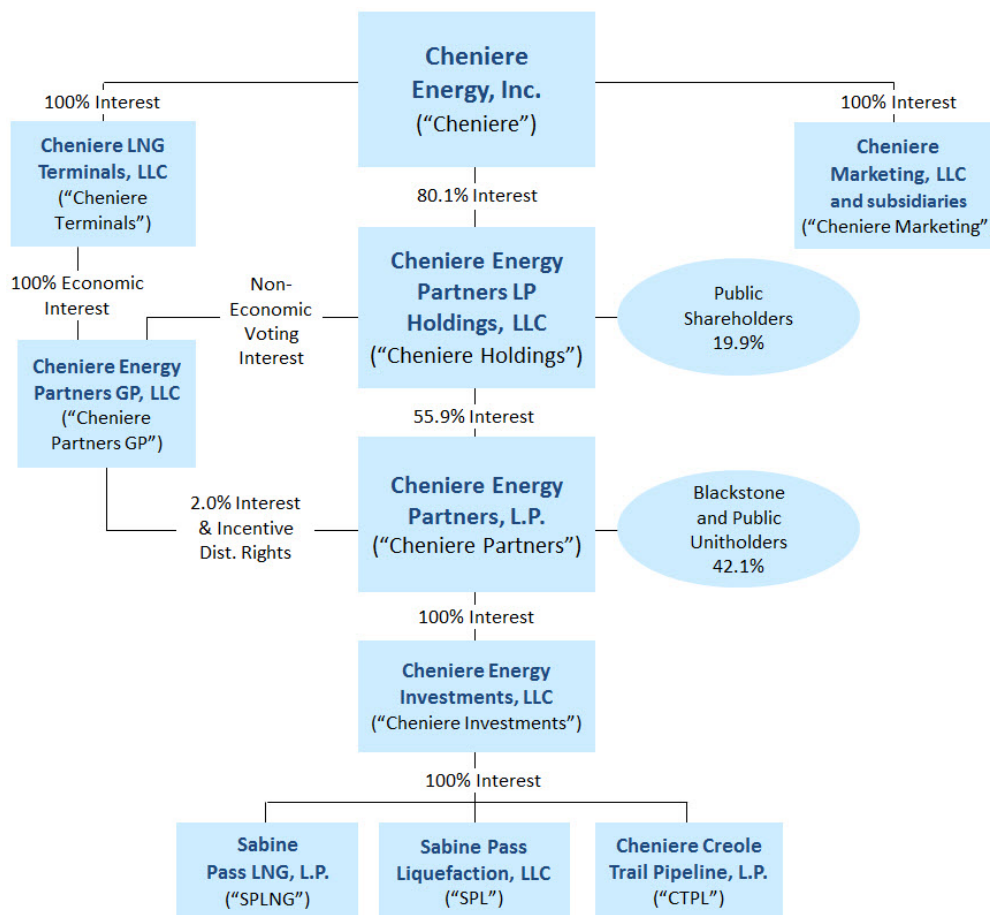 Cheniere
Energy, Inc.
(“Cheniere”)
100% Interest
100% Interest
Cheniere LNG
Terminals, LLC
(“Cheniere
Terminals”)
Cheniere
Marketing, LLC
and subsidiaries
(“Cheniere Marketing”
80.1% Interest
100% Economic
Interest
Non-
Economic
Voting
Interest
Cheniere Energy
Partners LP
Holdings, LLC
(“Cheniere Holdings”)
Public
Shareholders
19.9%
Cheniere Energy
Partners GP, LLC
(“Cheniere
Partners GP”)
55.9% Interest
2.0% Interest
& Incentive
Dist. Rights
Cheniere Energy
Partners, L.P.
(“Cheniere Partners”)
Blackstone
and Public
Unitholders
42.1%
100% Interest
Cheniere Energy
Investments, LLC
(“Cheniere Investments”)
100% Interest
Sabine
Pass LNG, L.P.
(“SPLNG”)
Sabine Pass
Liquefaction, LLC
(“SPL”)
Cheniere Creole
Trail Pipeline, L.P.
(“CTPL”)